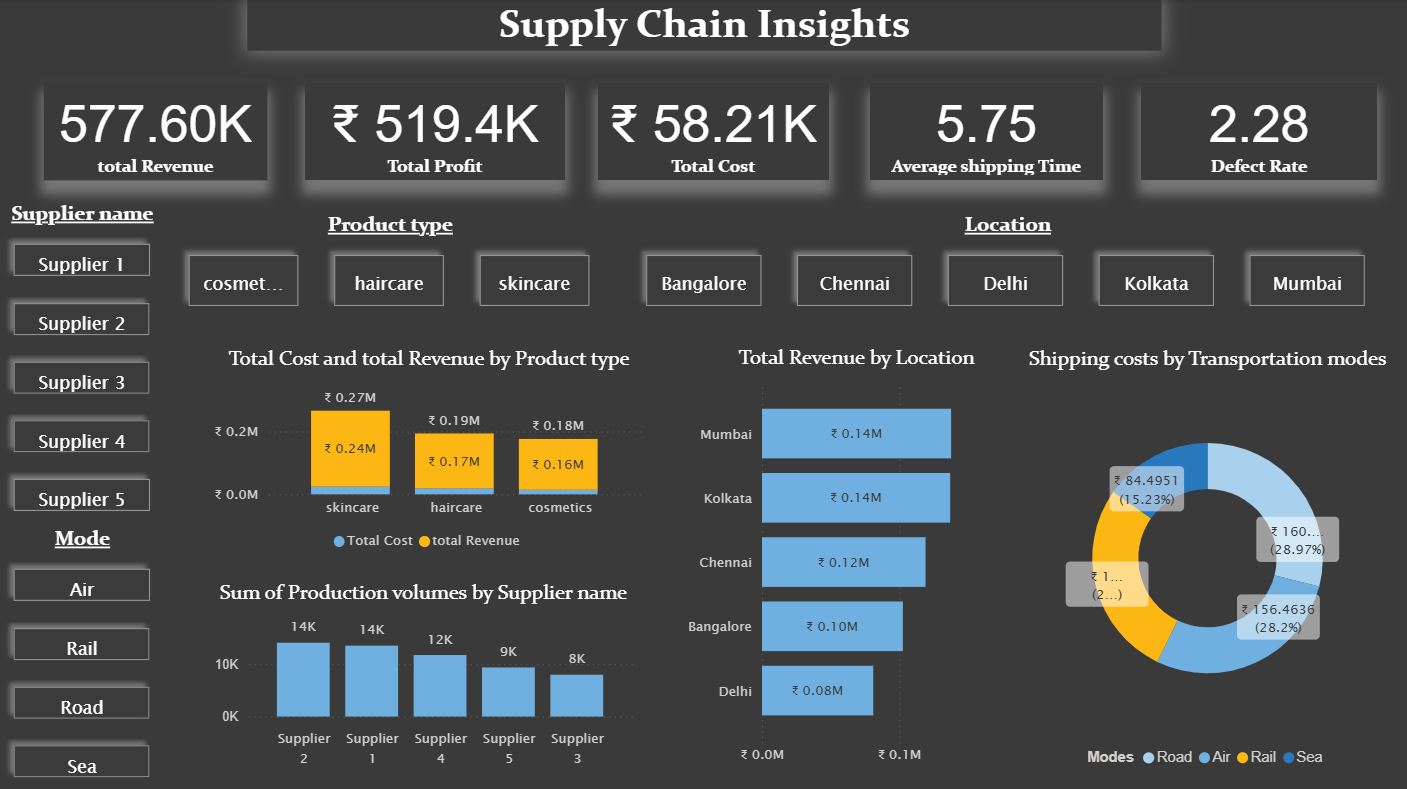 Supply Chain Insights
577.60K
total Revenue
₹ 519.4K
Total Profit
₹ 58.21K
Total Cost
5.75
Average shipping Time
2.28
Defect Rate
Supplier name
Supplier 1
Supplier 2
Supplier 3
Supplier 4
Supplier 5
Mode
Air
Rail
Road
Sea
Product type
cosmet...
haircare
skincare
Location
Bangalore
Chennai
Delhi
Kolkata
Mumbai
Total Cost and total Revenue by Product type
₹ 0.2M
₹ 0.0M
₹ 0.27M
₹ 0.24M
₹ 0.19M
₹ 0.17M
₹ 0.18M
₹ 0.16M
skincare
haircare
cosmetics
Total Cost
total Revenue
Sum of Production volumes by Supplier name
10K
0K
14K
14K
12K
9K
8K
Supplier
2
Supplier
1
Supplier
4
Supplier
5
Supplier
3
Total Revenue by Location
Mumbai
₹ 0.14M
Kolkata
₹ 0.14M
Chennai
₹ 0.12M
Bangalore
₹ 0.10M
Delhi
₹ 0.08M
₹ 0.0M
₹ 0.1M
Shipping costs by Transportation modes
₹ 84.4951
(15.23%)
₹ 160....
(28.97%)
₹ 1...
(2...)
₹ 156.4636
(28.2%)
Modes
Road
Air
Rail
Sea